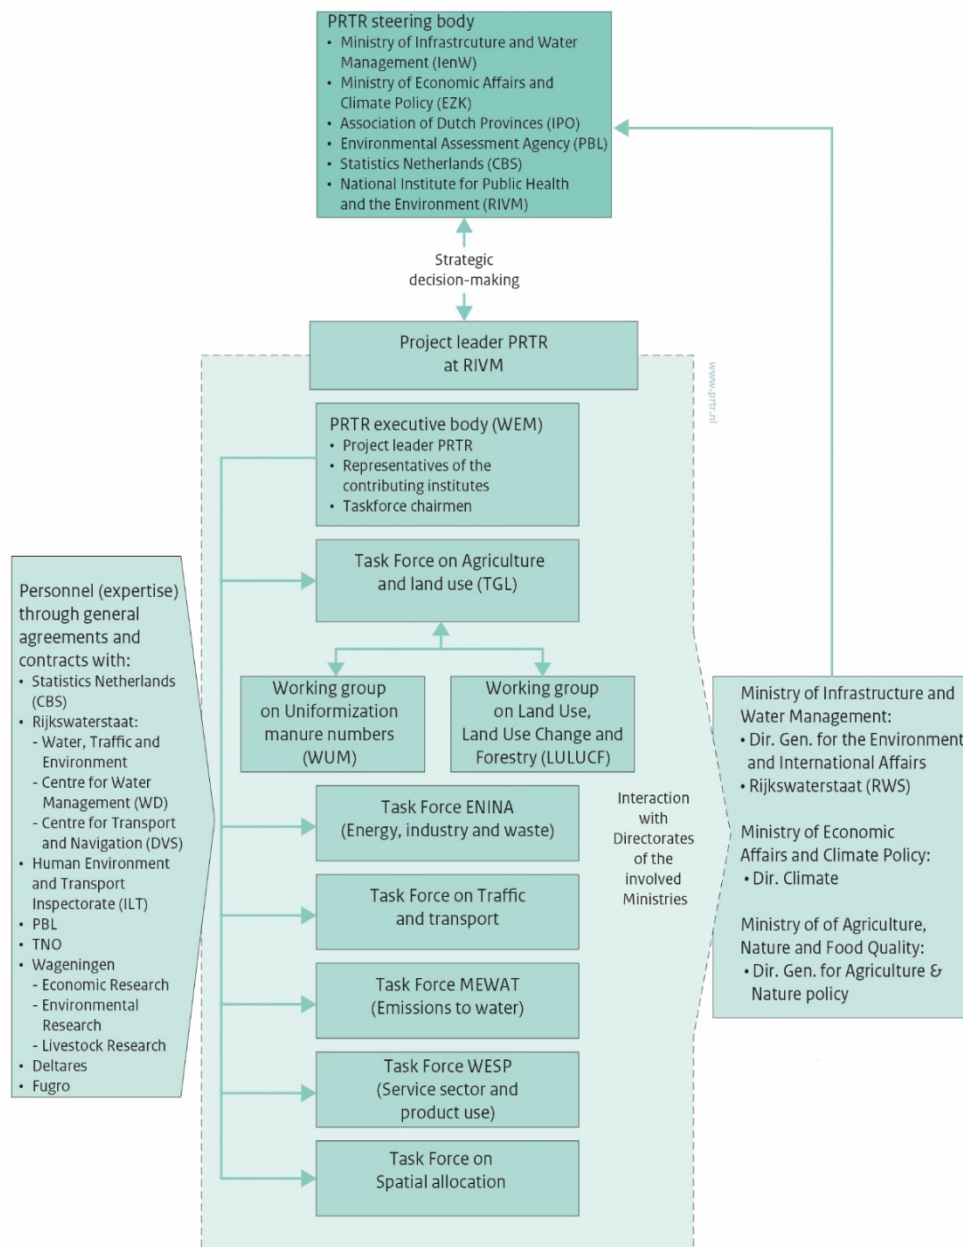 PRTR steering body
• Ministry of Infrastrcuture and Water
Management (IenW)
• Ministry of Economic Affairs and
Climate Policy (EZK)
• Association of Dutch Provinces (IPO)
• Environmental Assessment Agency (PBL)
• Statistics Netherlands (CBS)
• National Institute for Public Health
and the Environment (RIVM)
Strategic
decision-making
Project leader PRTR
at RIVM
www.prtr.nl
PRTR executive body (WEM)
• Project leader PRTR
• Representatives of the
contributing institutes
• Taskforce chairmen
Task Force on Agriculture
and land use (TGL)
Working group
on Uniformization
manure numbers
(WUM)
Working group
on Land Use,
Land Use Change and
Forestry (LULUCF)
Task Force ENINA
(Energy, industry and waste)
Task Force on Traffic
and transport
Task Force MEWAT
(Emissions to water)
Task Force WESP
(Service sector and
product use)
Task Force on
Spatial allocation
Personnel (expertise)
through general
agreements and
contracts with:
• Statistics Netherlands
(CBS)
• Rijkswaterstaat:
- Water, Traffic and
Environment
- Centre for Water
Management (WD)
- Centre for Transport
and Navigation (DVS)
• Human Environment
and Transport
Inspectorate (ILT)
• PBL
• TNO
• Wageningen
- Economic Research
- Environmental
Research
- Livestock Research
• Deltares
• Fugro
Interaction
with
Directorates
of the
involved
Ministries
Ministry of Infrastructure and
Water Management:
• Dir. Gen. for the Environment
and International Affairs
• Rijkswaterstaat (RWS)
Ministry of Economic
Affairs and Climate Policy:
• Dir. Climate
Ministry of of Agriculture,
Nature and Food Quality:
• Dir. Gen. for Agriculture &
Nature policy